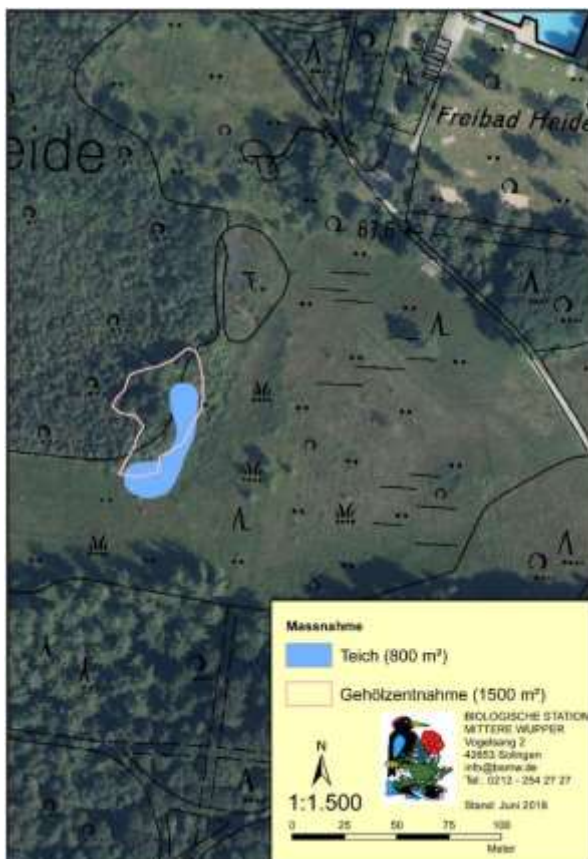 eide
Freibad Heide
87,6
Massnahme
Teich (800 m²)
Gehölzentnahme (1500 m²)
BIOLOGISCHE STATION
MITTLERE WUPPER
Vogelsang 2
42653 Solingen
info@bsmw.de
Tel.: 0212 - 254 27 27
Stand: Juni 2016
N
1:1.500
0 25 50 75 100
Meter